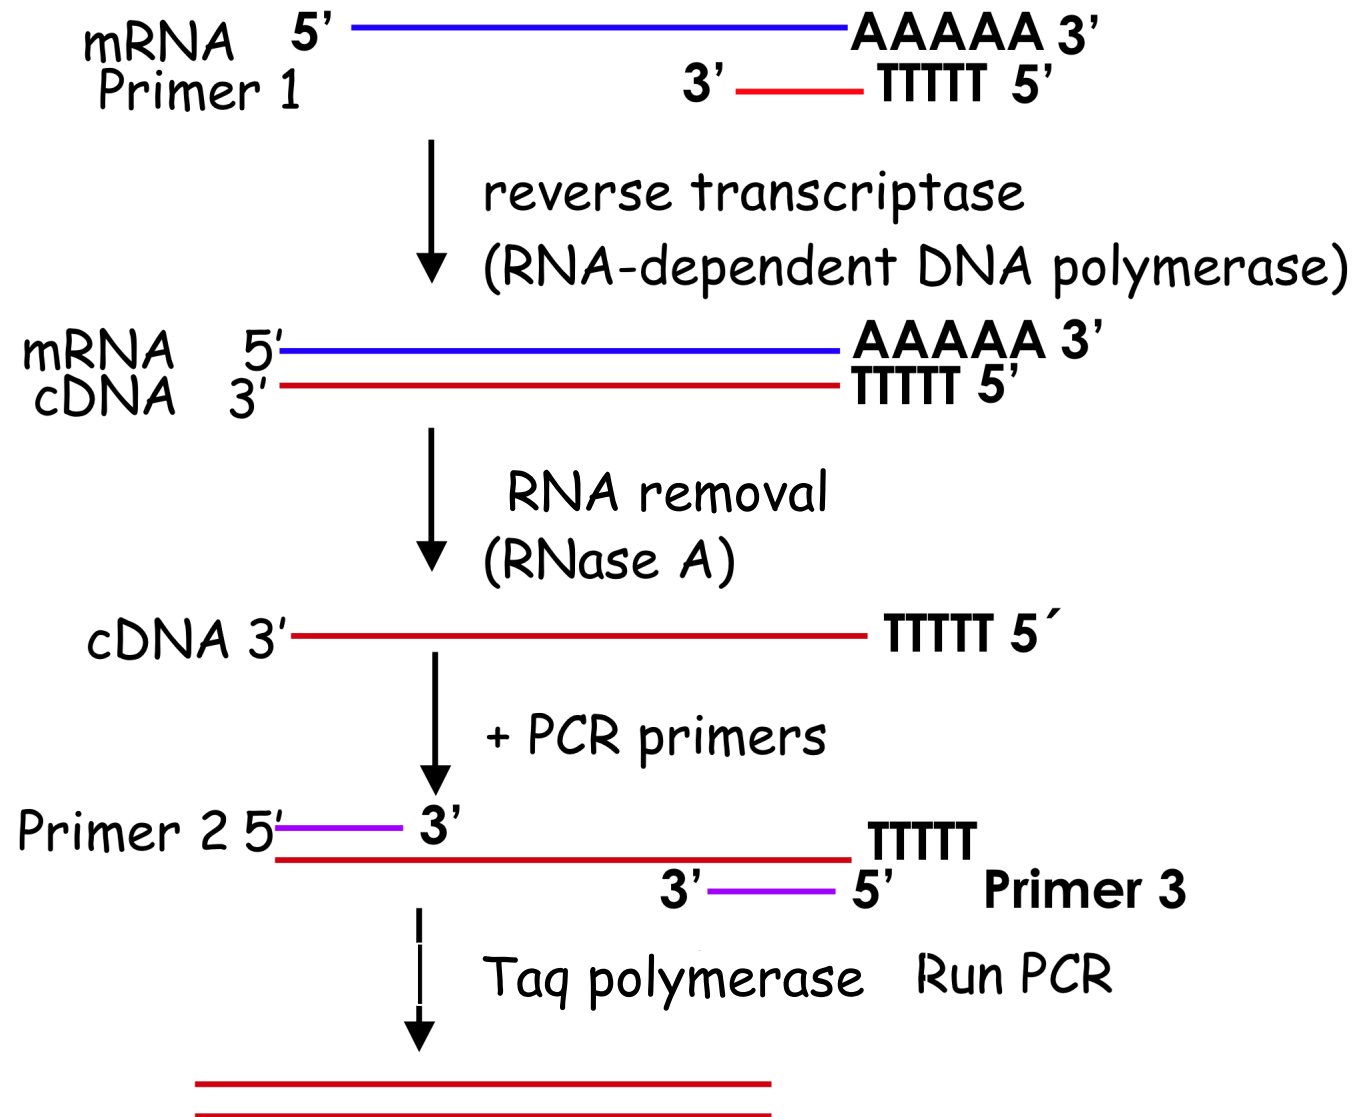 mRNA 5’ AAAAA 3’
Primer 1 3’ TTTTT 5’
reverse transcriptase
(RNA-dependent DNA polymerase)
mRNA 5' AAAAA 3’
cDNA 3' TTTTT 5’
RNA removal
(RNase A)
cDNA 3' TTTTT 5´
+ PCR primers
Primer 2 5' 3’
TTTTT
3’ 5’ Primer 3
Taq polymerase Run PCR